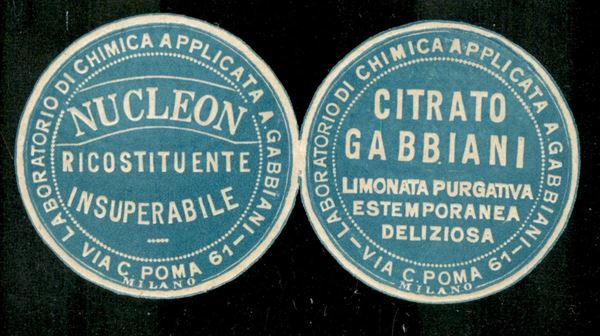 LABORATORIO DI CHIMICA APPLICATA A. GABBIANI - VIA C. POMA 61 -
MILANO
NUCLEON
RICOSTITUENTE
INSUPERABILE
LABORATORIO DI CHIMICA APPLICATA A. GABBIANI - VIA C. POMA 61 -
MILANO
CITRATO
GABBIANI
LIMONATA PURGATIVA
ESTEMPORANEA
DELIZIOSA